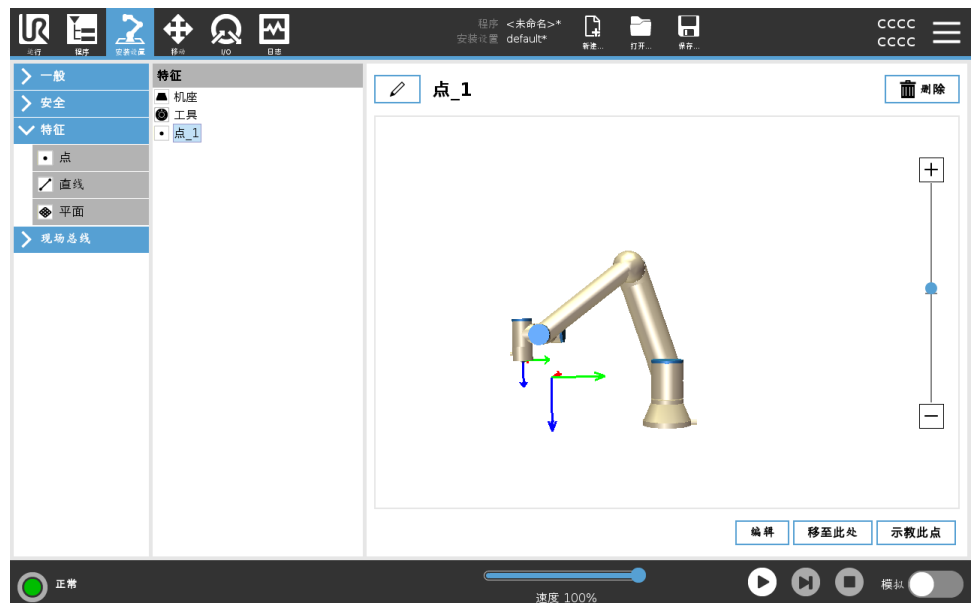 程序 <未命名>*
安装设置 default*
运行
程序
安装设置
移动
I/O
日志
新建...
打开...
保存...
cccc
cccc
一般
安全
特征
点
直线
平面
现场总线
特征
机座
工具
点_1
点_1
删除
编辑
移至此处
示教此点
正常
速度 100%
模拟